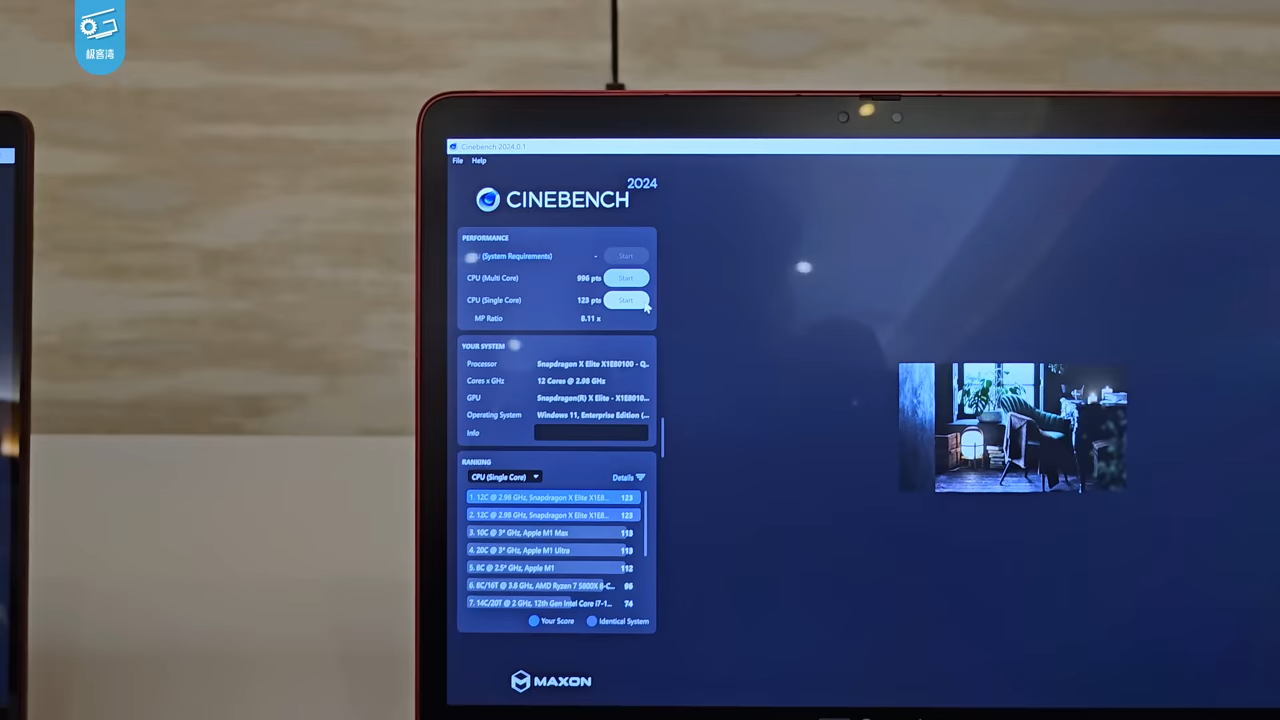 极客湾
Cinebench 2024.0.1
File Help
CINEBENCH 2024
PERFORMANCE
(System Requirements) - Start
CPU (Multi Core) 996 pts Start
CPU (Single Core) 123 pts Start
MP Ratio 8.11 x
YOUR SYSTEM
Processor Snapdragon X Elite X1E80100 - Q...
Cores x GHz 12 Cores @ 2.98 GHz
GPU Snapdragon(R) X Elite - X1E8010...
Operating System Windows 11, Enterprise Edition (...
Info
RANKING
CPU (Single Core) Details
1. 12C @ 2.98 GHz, Snapdragon X Elite X1E8... 123
2. 12C @ 2.98 GHz, Snapdragon X Elite X1E8... 123
3. 10C @ 3* GHz, Apple M1 Max 113
4. 20C @ 3* GHz, Apple M1 Ultra 113
5. 8C @ 2.5* GHz, Apple M1 112
6. 8C/16T @ 3.8 GHz, AMD Ryzen 7 5800X 8-C... 96
7. 14C/20T @ 2 GHz, 12th Gen Intel Core i7-1... 74
Your Score Identical System
MAXON